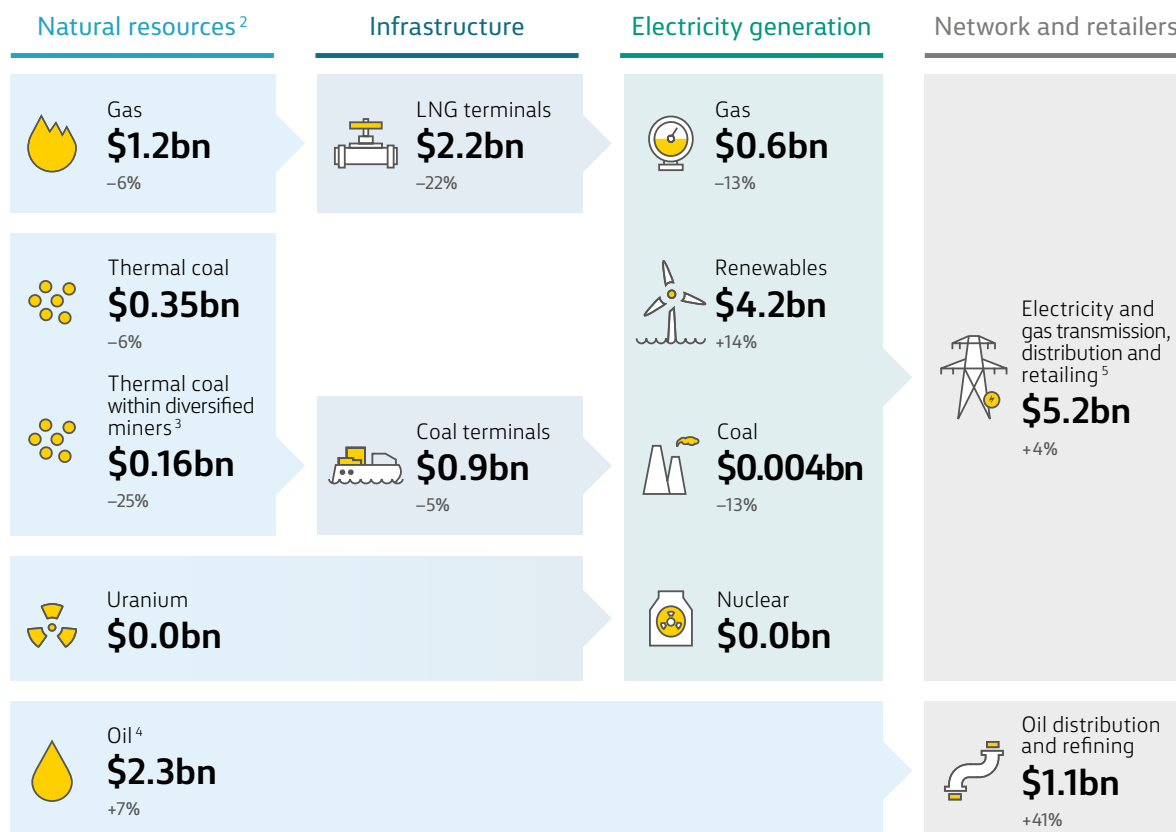 Natural resources 2
Infrastructure
Electricity generation
Network and retailers
Gas
$1.2bn
–6%
LNG terminals
$2.2bn
–22%
Gas
$0.6bn
–13%
Thermal coal
$0.35bn
–6%
Renewables
$4.2bn
+14%
Electricity and
gas transmission,
distribution and
retailing 5
$5.2bn
+4%
Thermal coal
within diversified
miners 3
$0.16bn
–25%
Coal terminals
$0.9bn
–5%
Coal
$0.004bn
–13%
Uranium
$0.0bn
Nuclear
$0.0bn
Oil 4
$2.3bn
+7%
Oil distribution
and refining
$1.1bn
+41%